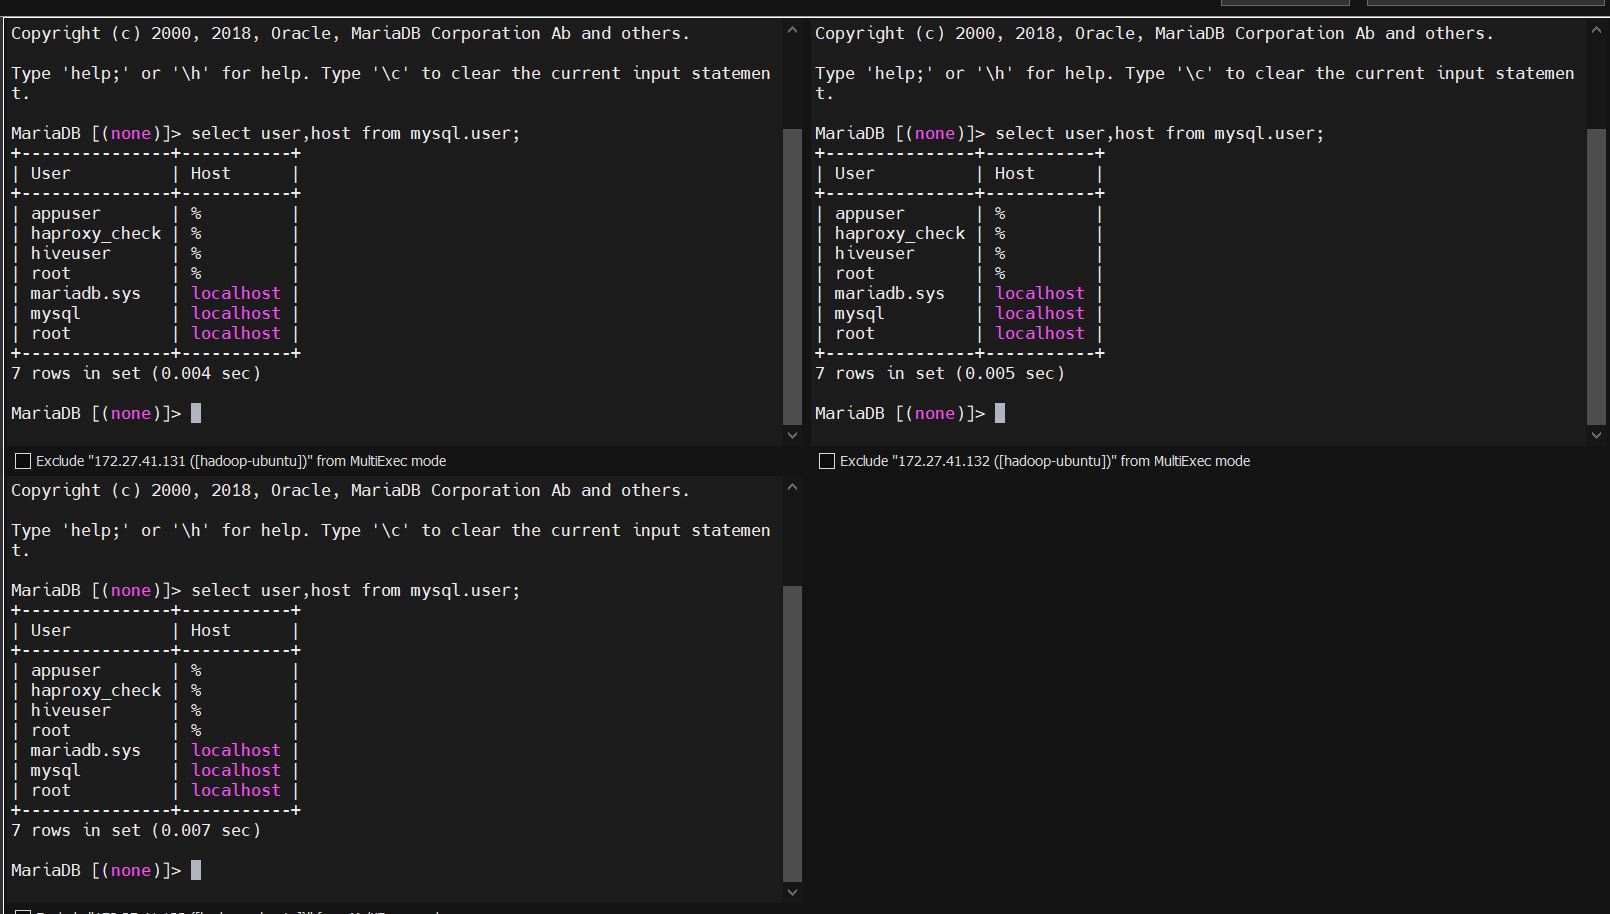 Copyright (c) 2000, 2018, Oracle, MariaDB Corporation Ab and others.
Type 'help;' or '\h' for help. Type '\c' to clear the current input statemen
t.
MariaDB [(none)]> select user,host from mysql.user;
+---------------+-----------+
| User          | Host      |
+---------------+-----------+
| appuser       | %         |
| haproxy_check | %         |
| hiveuser      | %         |
| root          | %         |
| mariadb.sys   | localhost |
| mysql         | localhost |
| root          | localhost |
+---------------+-----------+
7 rows in set (0.004 sec)
MariaDB [(none)]>
Exclude "172.27.41.131 ([hadoop-ubuntu])" from MultiExec mode
Copyright (c) 2000, 2018, Oracle, MariaDB Corporation Ab and others.
Type 'help;' or '\h' for help. Type '\c' to clear the current input statemen
t.
MariaDB [(none)]> select user,host from mysql.user;
+---------------+-----------+
| User          | Host      |
+---------------+-----------+
| appuser       | %         |
| haproxy_check | %         |
| hiveuser      | %         |
| root          | %         |
| mariadb.sys   | localhost |
| mysql         | localhost |
| root          | localhost |
+---------------+-----------+
7 rows in set (0.005 sec)
MariaDB [(none)]>
Exclude "172.27.41.132 ([hadoop-ubuntu])" from MultiExec mode
Copyright (c) 2000, 2018, Oracle, MariaDB Corporation Ab and others.
Type 'help;' or '\h' for help. Type '\c' to clear the current input statemen
t.
MariaDB [(none)]> select user,host from mysql.user;
+---------------+-----------+
| User          | Host      |
+---------------+-----------+
| appuser       | %         |
| haproxy_check | %         |
| hiveuser      | %         |
| root          | %         |
| mariadb.sys   | localhost |
| mysql         | localhost |
| root          | localhost |
+---------------+-----------+
7 rows in set (0.007 sec)
MariaDB [(none)]>